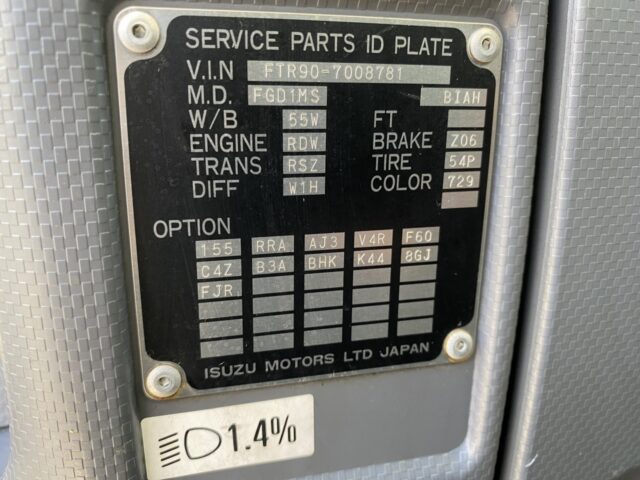 SERVICE PARTS ID PLATE
V.I.N FTR90-7008781
M.D. FGD1MS BIAH
W/B 55W FT
ENGINE RDW BRAKE Z06
TRANS RSZ TIRE 54P
DIFF W1H COLOR 729
OPTION
155 RRA AJ3 V4R F60
C4Z B3A BHK K44 8GJ
FJR
ISUZU MOTORS LTD JAPAN
1.4%